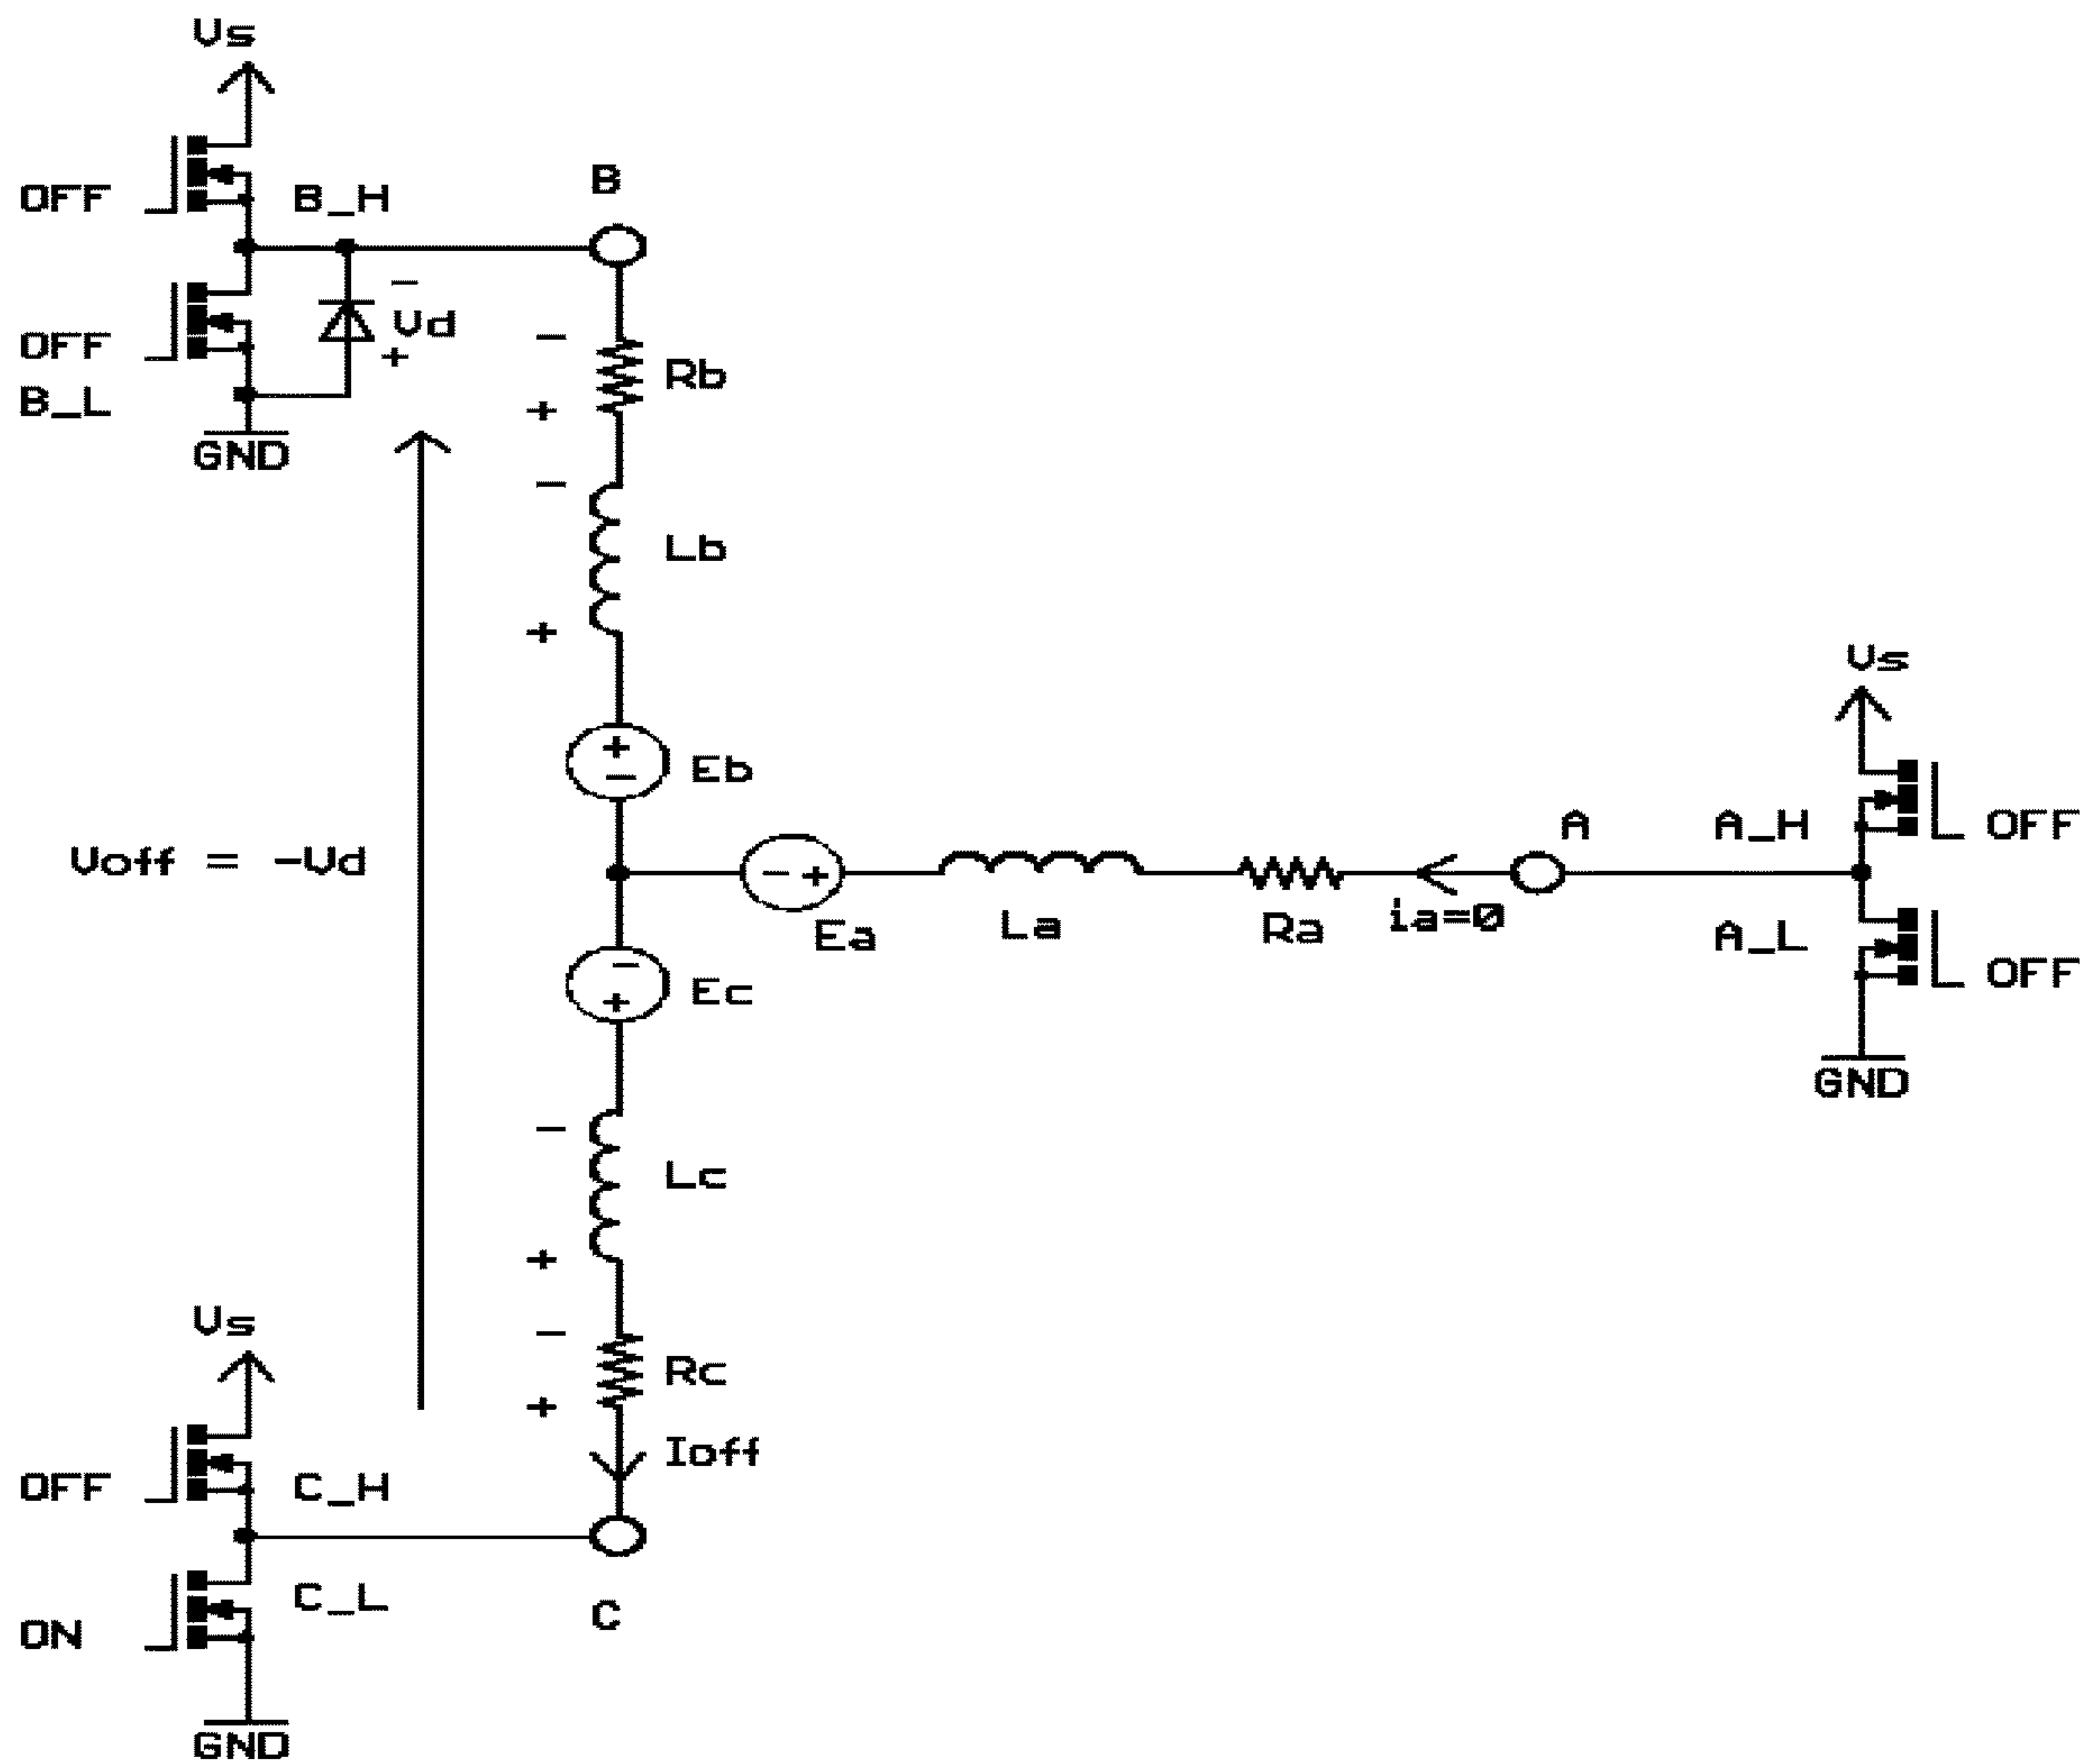 Vs
OFF
B_H
B
OFF
B_L
GND
-
Vd
+
-
Rb
+
-
Lb
+
+
-
Eb
Voff = -Vd
-
+
Ea
La
Ra
ia=0
A
A_H
A_L
Vs
OFF
OFF
GND
-
+
Ec
-
Lc
+
-
Rc
+
Ioff
Vs
OFF
C_H
C_L
ON
C
GND